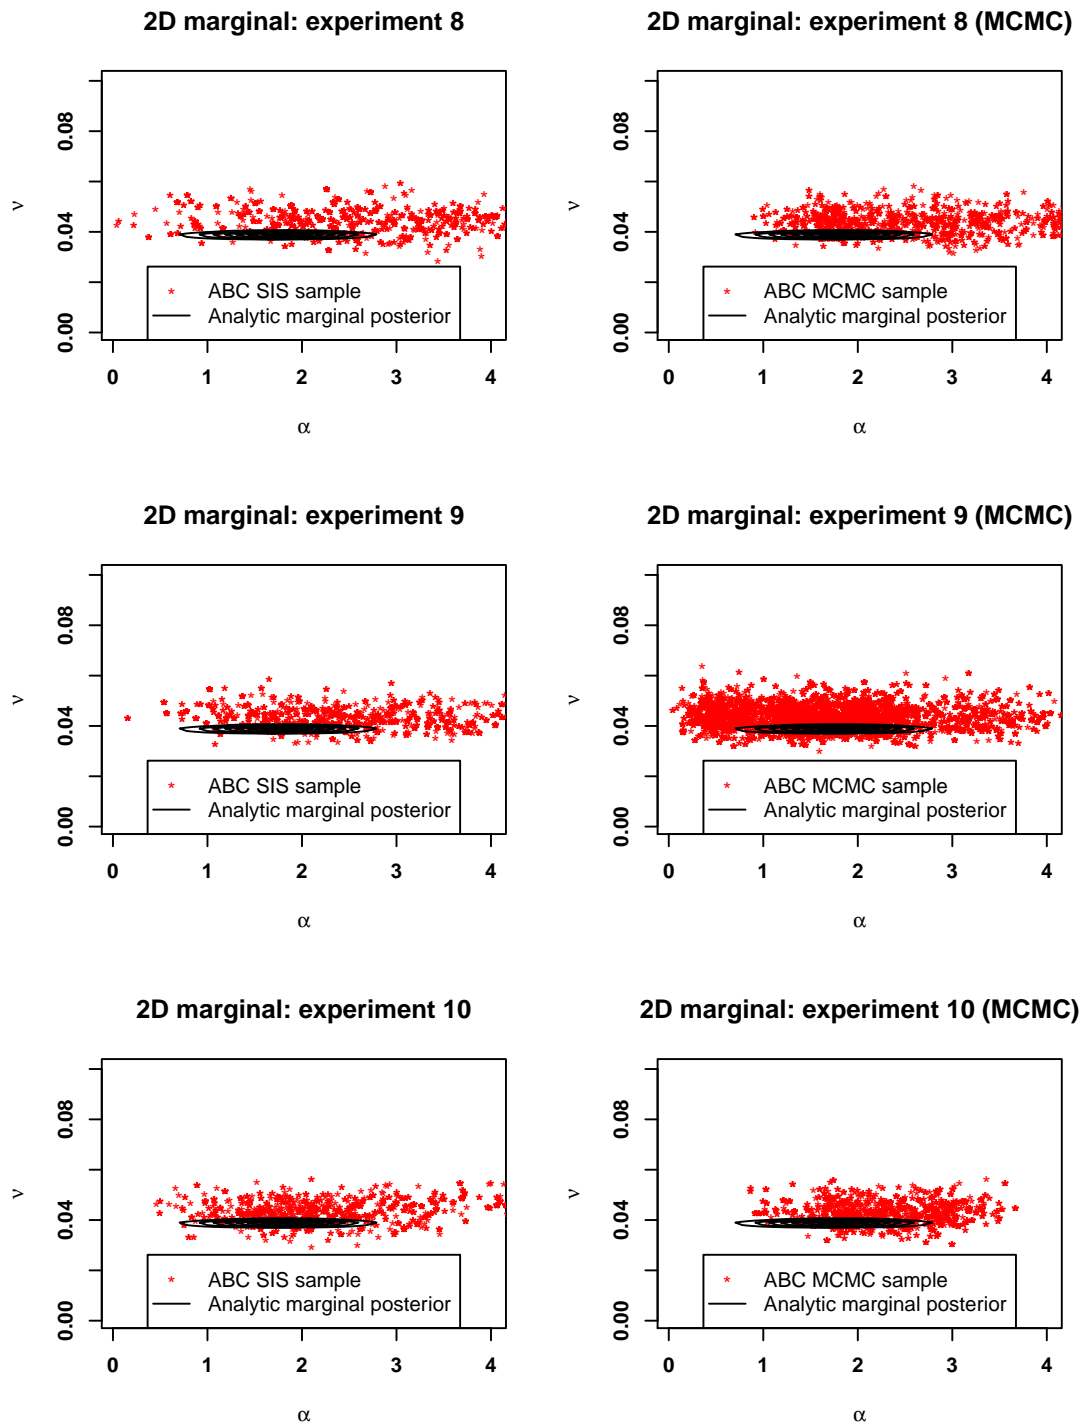 2D marginal: experiment 8
ν
0.00
0.04
0.08
ABC SIS sample
Analytic marginal posterior
0 1 2 3 4
α
2D marginal: experiment 8 (MCMC)
ν
0.00
0.04
0.08
ABC MCMC sample
Analytic marginal posterior
0 1 2 3 4
α
2D marginal: experiment 9
ν
0.00
0.04
0.08
ABC SIS sample
Analytic marginal posterior
0 1 2 3 4
α
2D marginal: experiment 9 (MCMC)
ν
0.00
0.04
0.08
ABC MCMC sample
Analytic marginal posterior
0 1 2 3 4
α
2D marginal: experiment 10
ν
0.00
0.04
0.08
ABC SIS sample
Analytic marginal posterior
0 1 2 3 4
α
2D marginal: experiment 10 (MCMC)
ν
0.00
0.04
0.08
ABC MCMC sample
Analytic marginal posterior
0 1 2 3 4
α